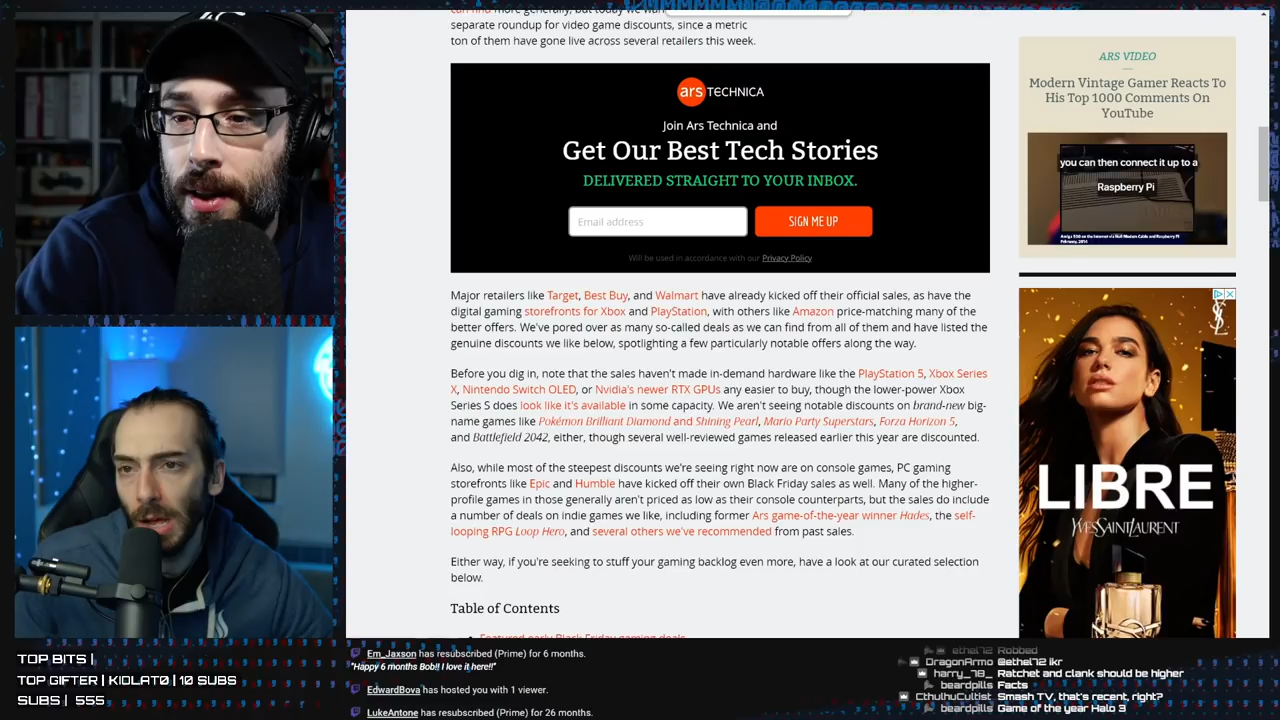 separate roundup for video game discounts, since a metric
ton of them have gone live across several retailers this week.
ars TECHNICA
Join Ars Technica and
Get Our Best Tech Stories
DELIVERED STRAIGHT TO YOUR INBOX.
Email address
SIGN ME UP
Will be used in accordance with our Privacy Policy
Major retailers like Target, Best Buy, and Walmart have already kicked off their official sales, as have the
digital gaming storefronts for Xbox and PlayStation, with others like Amazon price-matching many of the
better offers. We've pored over as many so-called deals as we can find from all of them and have listed the
genuine discounts we like below, spotlighting a few particularly notable offers along the way.
Before you dig in, note that the sales haven't made in-demand hardware like the PlayStation 5, Xbox Series
X, Nintendo Switch OLED, or Nvidia's newer RTX GPUs any easier to buy, though the lower-power Xbox
Series S does look like it's available in some capacity. We aren't seeing notable discounts on brand-new big-
name games like Pokémon Brilliant Diamond and Shining Pearl, Mario Party Superstars, Forza Horizon 5,
and Battlefield 2042, either, though several well-reviewed games released earlier this year are discounted.
Also, while most of the steepest discounts we're seeing right now are on console games, PC gaming
storefronts like Epic and Humble have kicked off their own Black Friday sales as well. Many of the higher-
profile games in those generally aren't priced as low as their console counterparts, but the sales do include
a number of deals on indie games we like, including former Ars game-of-the-year winner Hades, the self-
looping RPG Loop Hero, and several others we've recommended from past sales.
Either way, if you're seeking to stuff your gaming backlog even more, have a look at our curated selection
below.
Table of Contents
Featured early Black Friday gaming deals
ARS VIDEO
Modern Vintage Gamer Reacts To
His Top 1000 Comments On
YouTube
you can then connect it up to a
Raspberry Pi
YSL
LIBRE
YVES SAINT LAURENT
TOP BITS |
TOP GIFTER | KIDLAT0 | 10 SUBS
SUBS | 555
Em_Jaxson has resubscribed (Prime) for 6 months.
"Happy 6 months Bob!! I love it here!!"
EdwardBova has hosted you with 1 viewer.
LukeAntone has resubscribed (Prime) for 26 months.
ethel72 Robbed
DragonArmo @ethel72 ikr
harry_78_ Ratchet and clank should be higher
beardpills Facts
CthulhuCultist Smash TV, that's recent, right?
beardpills Game of the year Halo 3